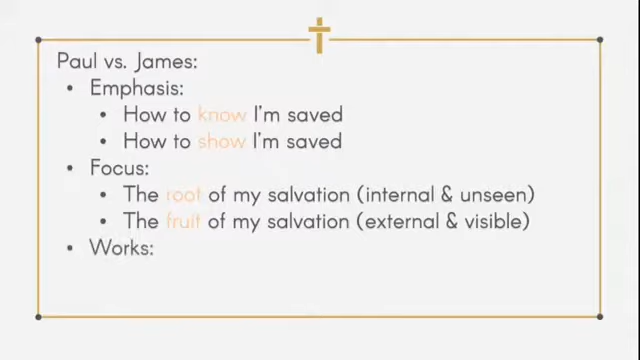 Paul vs. James:
• Emphasis:
• How to know I'm saved
• How to show I'm saved
• Focus:
• The root of my salvation (internal & unseen)
• The fruit of my salvation (external & visible)
• Works: